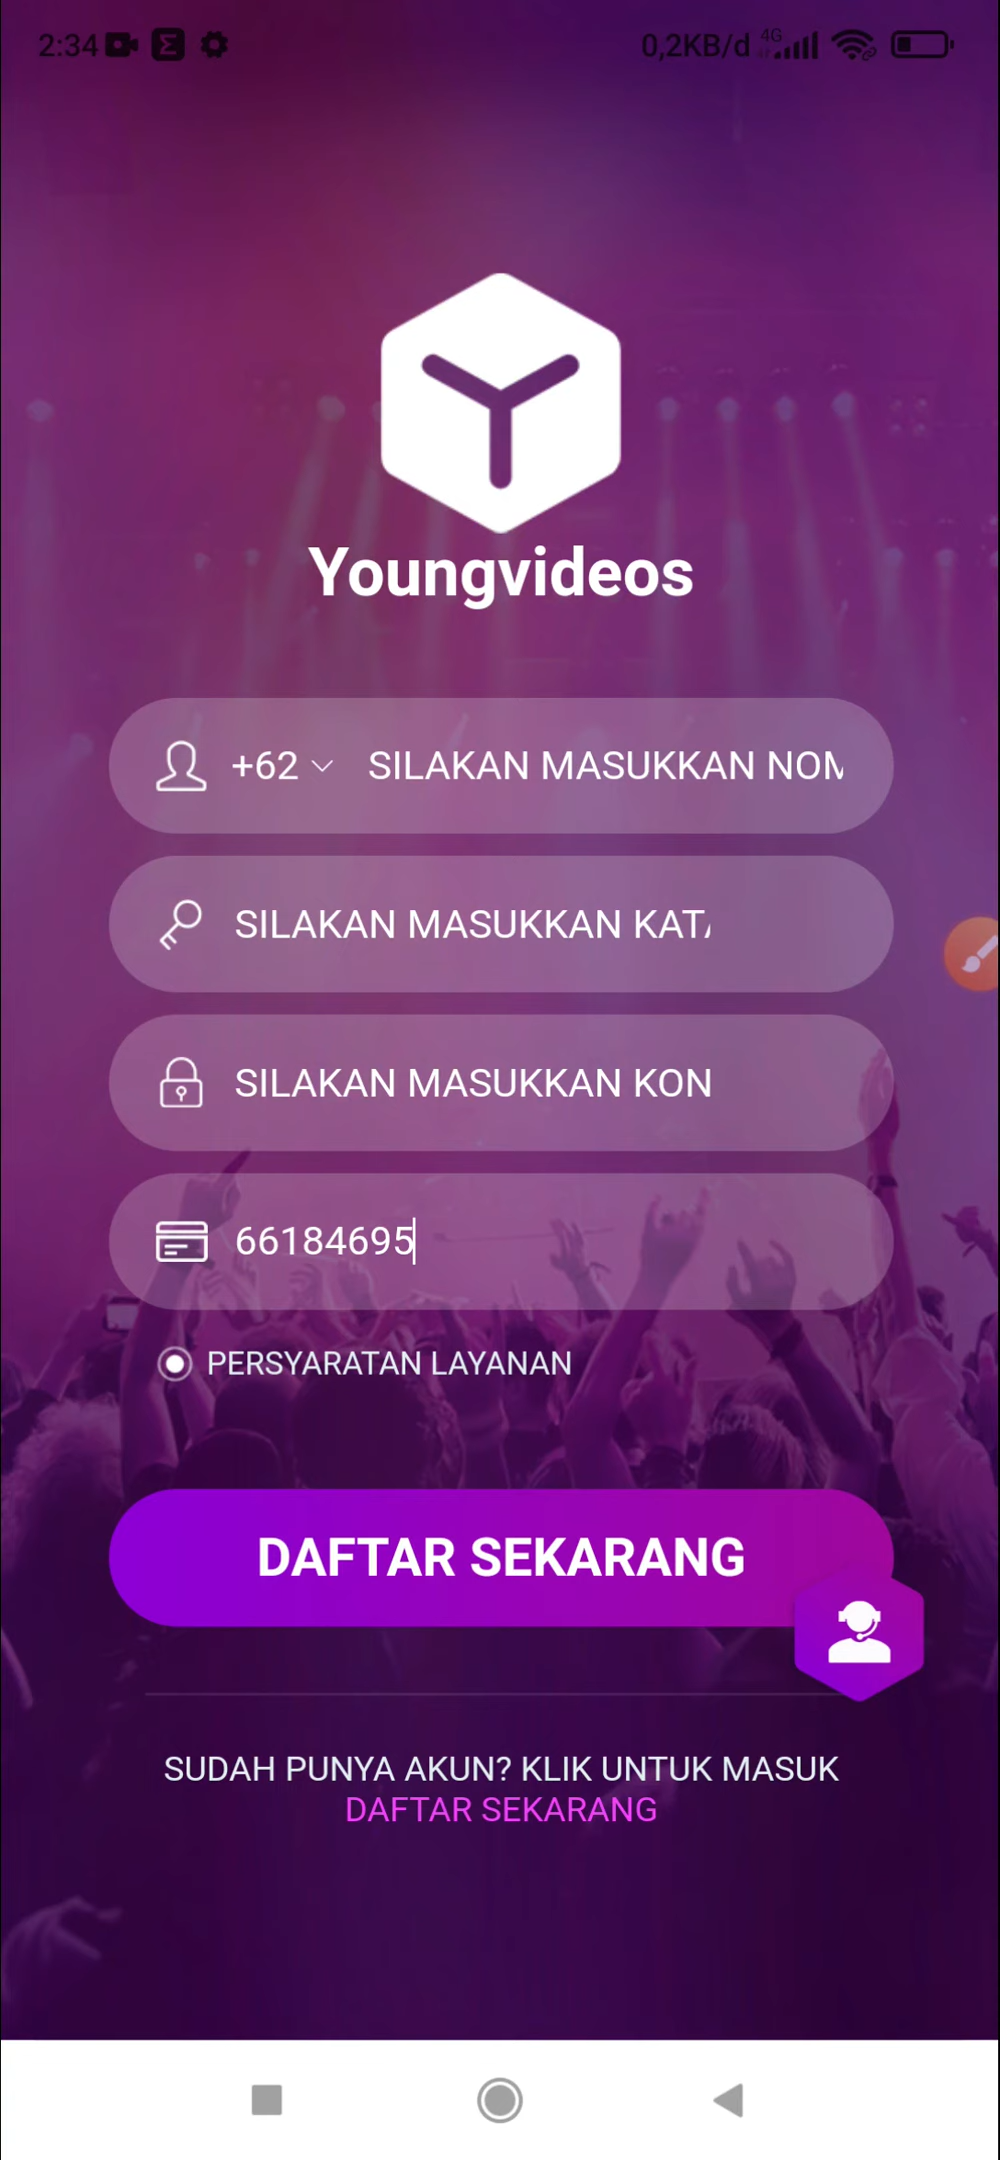 2:34 0,2KB/d 4G
Youngvideos
+62 SILAKAN MASUKKAN NOM
SILAKAN MASUKKAN KATA
SILAKAN MASUKKAN KON
66184695
PERSYARATAN LAYANAN
DAFTAR SEKARANG
SUDAH PUNYA AKUN? KLIK UNTUK MASUK
DAFTAR SEKARANG